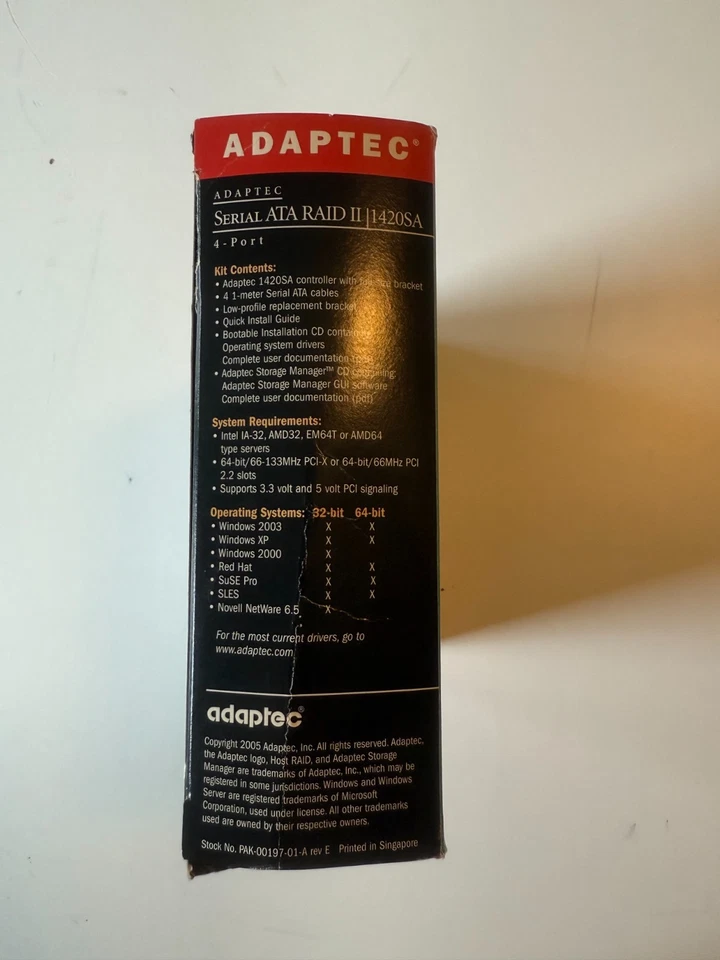 ADAPTEC®
ADAPTEC
SERIAL ATA RAID II | 1420SA
4-Port
Kit Contents:
• Adaptec 1420SA controller with bracket
• 4 1-meter Serial ATA cables
• Low-profile replacement bracket
• Quick Install Guide
• Bootable Installation CD containing
Operating system drivers
Complete user documentation
• Adaptec Storage Manager™ CD containing
Adaptec Storage Manager GUI software
Complete user documentation (pdf)
System Requirements:
• Intel IA-32, AMD32, EM64T or AMD64
type servers
• 64-bit/66-133MHz PCI-X or 64-bit/66MHz PCI
2.2 slots
• Supports 3.3 volt and 5 volt PCI signaling
Operating Systems: 32-bit 64-bit
• Windows 2003 X X
• Windows XP X X
• Windows 2000 X
• Red Hat X X
• SuSE Pro X X
• SLES X X
• Novell NetWare 6.5 X
For the most current drivers, go to
www.adaptec.com
adaptec®
Copyright 2005 Adaptec, Inc. All rights reserved. Adaptec,
the Adaptec logo, Host RAID, and Adaptec Storage
Manager are trademarks of Adaptec, Inc., which may be
registered in some jurisdictions. Windows and Windows
Server are registered trademarks of Microsoft
Corporation, used under license. All other trademarks
used are owned by their respective owners.
Stock No. PAK-00197-01-A rev E Printed in Singapore